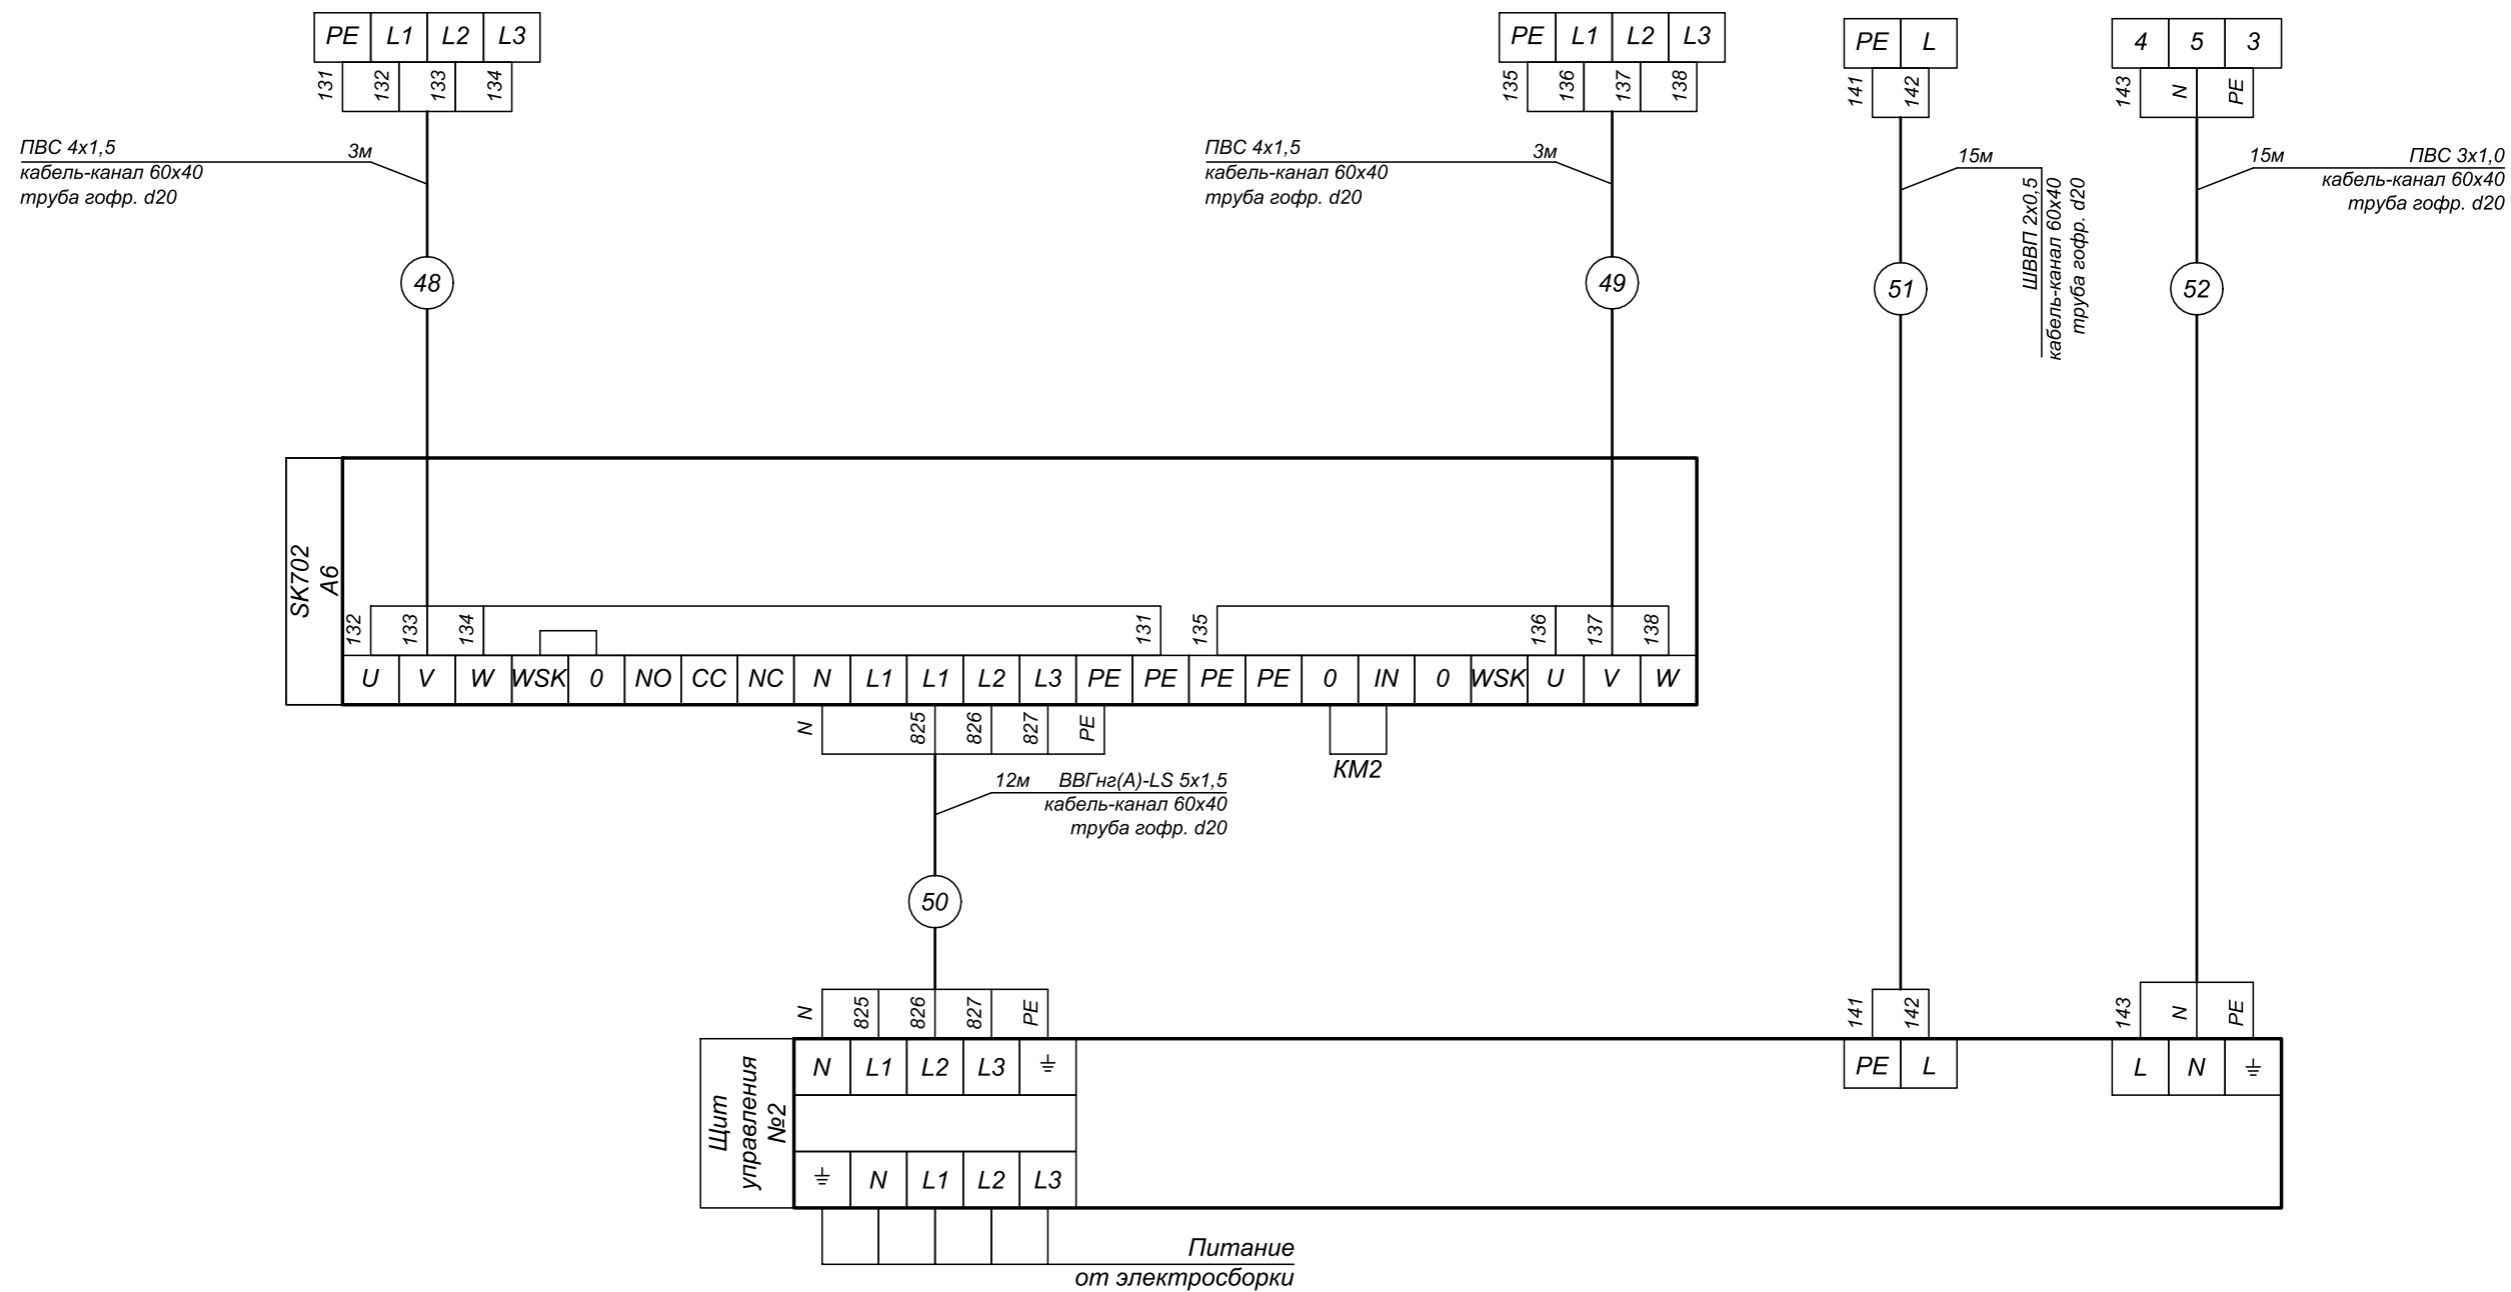 PE L1 L2 L3
131 132 133 134
PE L1 L2 L3
135 136 137 138
PE L
141 142
4 5 3
143 N PE
ПВС 4х1,5 3м
кабель-канал 60х40
труба гофр. d20
ПВС 4х1,5 3м
кабель-канал 60х40
труба гофр. d20
15м
ШВВП 2х0,5
кабель-канал 60х40
труба гофр. d20
15м ПВС 3х1,0
кабель-канал 60х40
труба гофр. d20
48
49
51
52
SK702
A6
132 133 134 131 135 136 137 138
U V W WSK 0 NO CC NC N L1 L1 L2 L3 PE PE PE PE 0 IN 0 WSK U V W
N 825 826 827 PE
КМ2
12м ВВГнг(А)-LS 5х1,5
кабель-канал 60х40
труба гофр. d20
50
N 825 826 827 PE
141 142
143 N PE
Щит
управления
№2
N L1 L2 L3 ⏚
PE L
L N ⏚
⏚ N L1 L2 L3
Питание
от электросборки